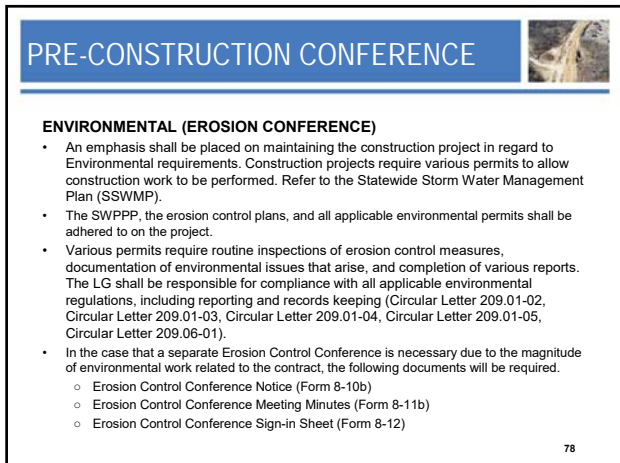 PRE-CONSTRUCTION CONFERENCE
ENVIRONMENTAL (EROSION CONFERENCE)
• An emphasis shall be placed on maintaining the construction project in regard to
Environmental requirements. Construction projects require various permits to allow
construction work to be performed. Refer to the Statewide Storm Water Management
Plan (SSWMP).
• The SWPPP, the erosion control plans, and all applicable environmental permits shall be
adhered to on the project.
• Various permits require routine inspections of erosion control measures,
documentation of environmental issues that arise, and completion of various reports.
The LG shall be responsible for compliance with all applicable environmental
regulations, including reporting and records keeping (Circular Letter 209.01-02,
Circular Letter 209.01-03, Circular Letter 209.01-04, Circular Letter 209.01-05,
Circular Letter 209.06-01).
• In the case that a separate Erosion Control Conference is necessary due to the magnitude
of environmental work related to the contract, the following documents will be required.
○ Erosion Control Conference Notice (Form 8-10b)
○ Erosion Control Conference Meeting Minutes (Form 8-11b)
○ Erosion Control Conference Sign-in Sheet (Form 8-12)
78